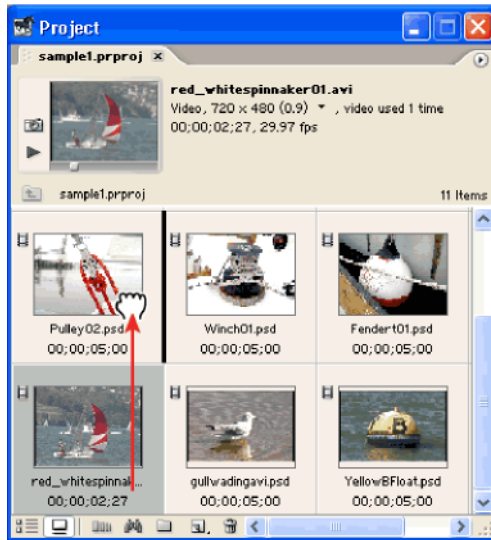 Project
sample1.prproj
red_whitespinnaker01.avi
Video, 720 x 480 (0.9) , video used 1 time
00;00;02;27, 29.97 fps
sample1.prproj 11 Items
Pulley02.psd Winch01.psd Fendert01.psd
00;00;05;00 00;00;05;00 00;00;05;00
B
red_whitespinnak... gullwadingavi.psd YellowBFloat.psd
00;00;02;27 00;00;05;00 00;00;05;00